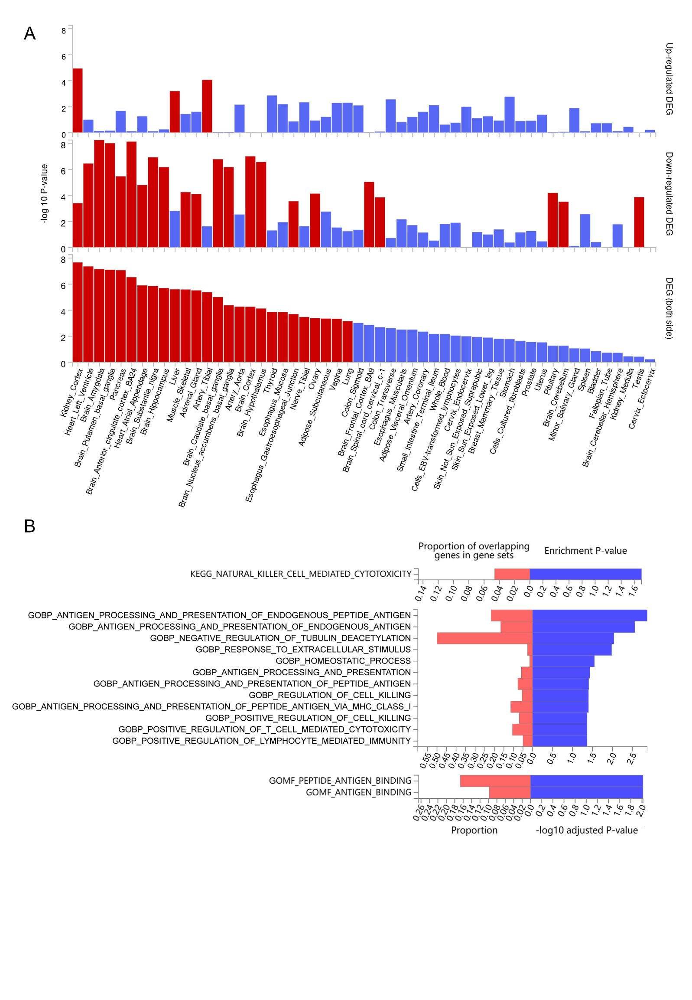 A
8
6
4
2
0
Up-regulated DEG
8
6
4
2
0
Down-regulated DEG
-log 10 P-value
8
6
4
2
0
DEG (both side)
Kidney_Cortex
Heart_Left_Ventricle
Brain_Amygdala
Brain_Putamen_basal_ganglia
Pancreas
Brain_Anterior_cingulate_cortex_BA24
Heart_Atrial_Appendage
Brain_Substantia_nigra
Brain_Hippocampus
Liver
Muscle_Skeletal
Adrenal_Gland
Artery_Tibial
Brain_Caudate_basal_ganglia
Brain_Nucleus_accumbens_basal_ganglia
Artery_Aorta
Brain_Cortex
Brain_Hypothalamus
Thyroid
Esophagus_Mucosa
Esophagus_Gastroesophageal_Junction
Nerve_Tibial
Ovary
Adipose_Subcutaneous
Vagina
Lung
Colon_Sigmoid
Brain_Frontal_Cortex_BA9
Brain_Spinal_cord_cervical_c-1
Colon_Transverse
Esophagus_Muscularis
Adipose_Visceral_Omentum
Artery_Coronary
Small_Intestine_Terminal_Ileum
Whole_Blood
Cells_EBV-transformed_lymphocytes
Cervix_Endocervix
Skin_Not_Sun_Exposed_Suprapubic
Skin_Sun_Exposed_Lower_leg
Breast_Mammary_Tissue
Stomach
Cells_Cultured_fibroblasts
Prostate
Uterus
Pituitary
Brain_Cerebellum
Minor_Salivary_Gland
Spleen
Bladder
Fallopian_Tube
Brain_Cerebellar_Hemisphere
Kidney_Medulla
Testis
Cervix_Ectocervix
B
Proportion of overlapping
genes in gene sets
Enrichment P-value
KEGG_NATURAL_KILLER_CELL_MEDIATED_CYTOTOXICITY
0.14 0.12 0.10 0.08 0.06 0.04 0.02 0.0 0.2 0.4 0.6 0.8 1.0 1.2 1.4 1.6
GOBP_ANTIGEN_PROCESSING_AND_PRESENTATION_OF_ENDOGENOUS_PEPTIDE_ANTIGEN
GOBP_ANTIGEN_PROCESSING_AND_PRESENTATION_OF_ENDOGENOUS_ANTIGEN
GOBP_NEGATIVE_REGULATION_OF_TUBULIN_DEACETYLATION
GOBP_RESPONSE_TO_EXTRACELLULAR_STIMULUS
GOBP_HOMEOSTATIC_PROCESS
GOBP_ANTIGEN_PROCESSING_AND_PRESENTATION
GOBP_ANTIGEN_PROCESSING_AND_PRESENTATION_OF_PEPTIDE_ANTIGEN
GOBP_REGULATION_OF_CELL_KILLING
GOBP_ANTIGEN_PROCESSING_AND_PRESENTATION_OF_PEPTIDE_ANTIGEN_VIA_MHC_CLASS_I
GOBP_POSITIVE_REGULATION_OF_CELL_KILLING
GOBP_POSITIVE_REGULATION_OF_T_CELL_MEDIATED_CYTOTOXICITY
GOBP_POSITIVE_REGULATION_OF_LYMPHOCYTE_MEDIATED_IMMUNITY
0.55 0.50 0.45 0.40 0.35 0.30 0.25 0.20 0.15 0.10 0.05 0.0 0.5 1.0 1.5 2.0 2.5
GOMF_PEPTIDE_ANTIGEN_BINDING
GOMF_ANTIGEN_BINDING
0.26 0.24 0.22 0.20 0.18 0.16 0.14 0.12 0.10 0.08 0.06 0.04 0.02 0.0 0.2 0.4 0.6 0.8 1.0 1.2 1.4 1.6 1.8 2.0
Proportion
-log10 adjusted P-value